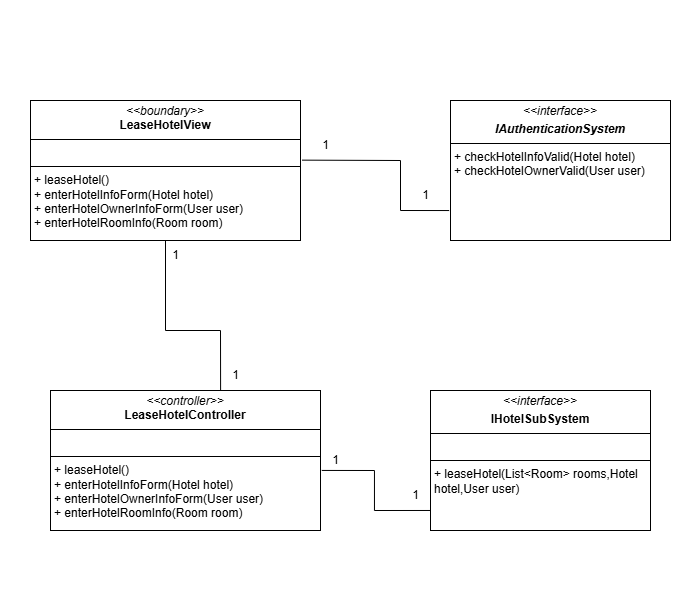 <<boundary>>
LeaseHotelView
+ leaseHotel()
+ enterHotelInfoForm(Hotel hotel)
+ enterHotelOwnerInfoForm(User user)
+ enterHotelRoomInfo(Room room)
1
1
<<interface>>
IAuthenticationSystem
+ checkHotelInfoValid(Hotel hotel)
+ checkHotelOwnerValid(User user)
1
1
<<controller>>
LeaseHotelController
+ leaseHotel()
+ enterHotelInfoForm(Hotel hotel)
+ enterHotelOwnerInfoForm(User user)
+ enterHotelRoomInfo(Room room)
1
1
<<interface>>
IHotelSubSystem
+ leaseHotel(List<Room> rooms,Hotel
hotel,User user)